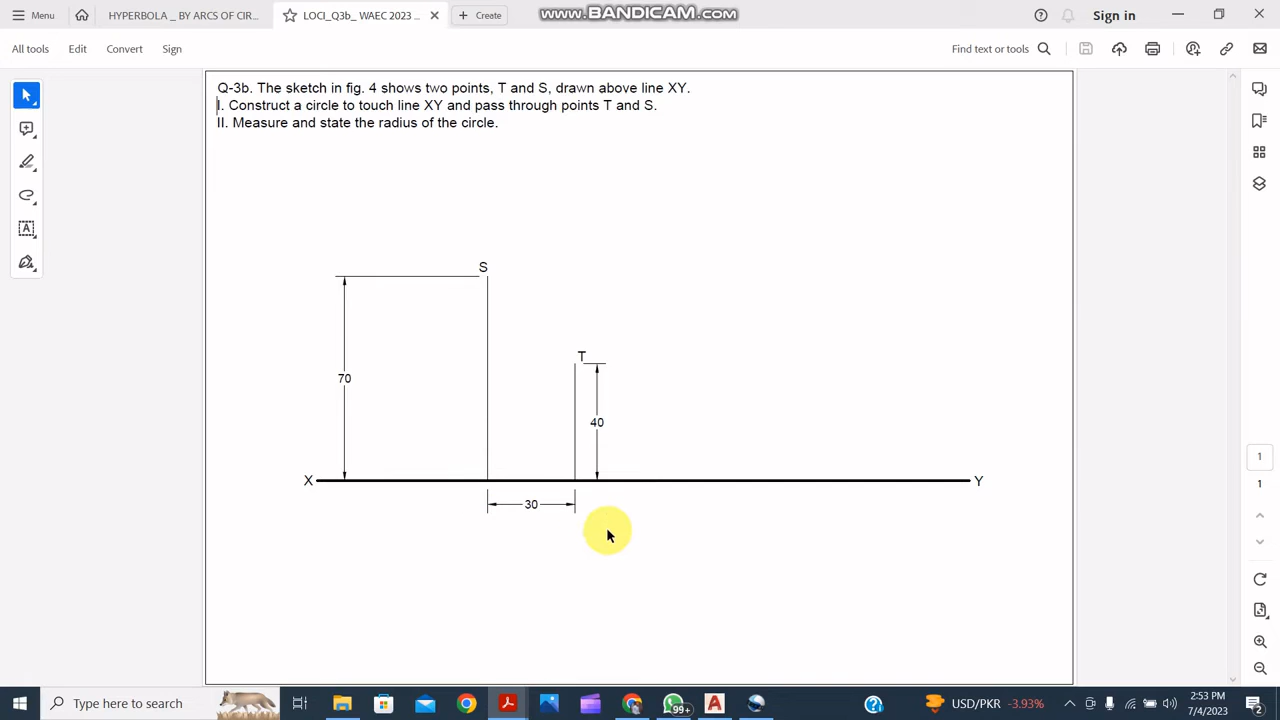 Menu
HYPERBOLA _ BY ARCS OF CIR...
LOCI_Q3b_ WAEC 2023 ...
Create
WWW.BANDICAM.COM
Sign in
All tools
Edit
Convert
Sign
Find text or tools
Q-3b. The sketch in fig. 4 shows two points, T and S, drawn above line XY.
I. Construct a circle to touch line XY and pass through points T and S.
II. Measure and state the radius of the circle.
S
T
70
40
X
Y
30
1
1
Type here to search
99+
USD/PKR -3.93%
2:53 PM
7/4/2023
2